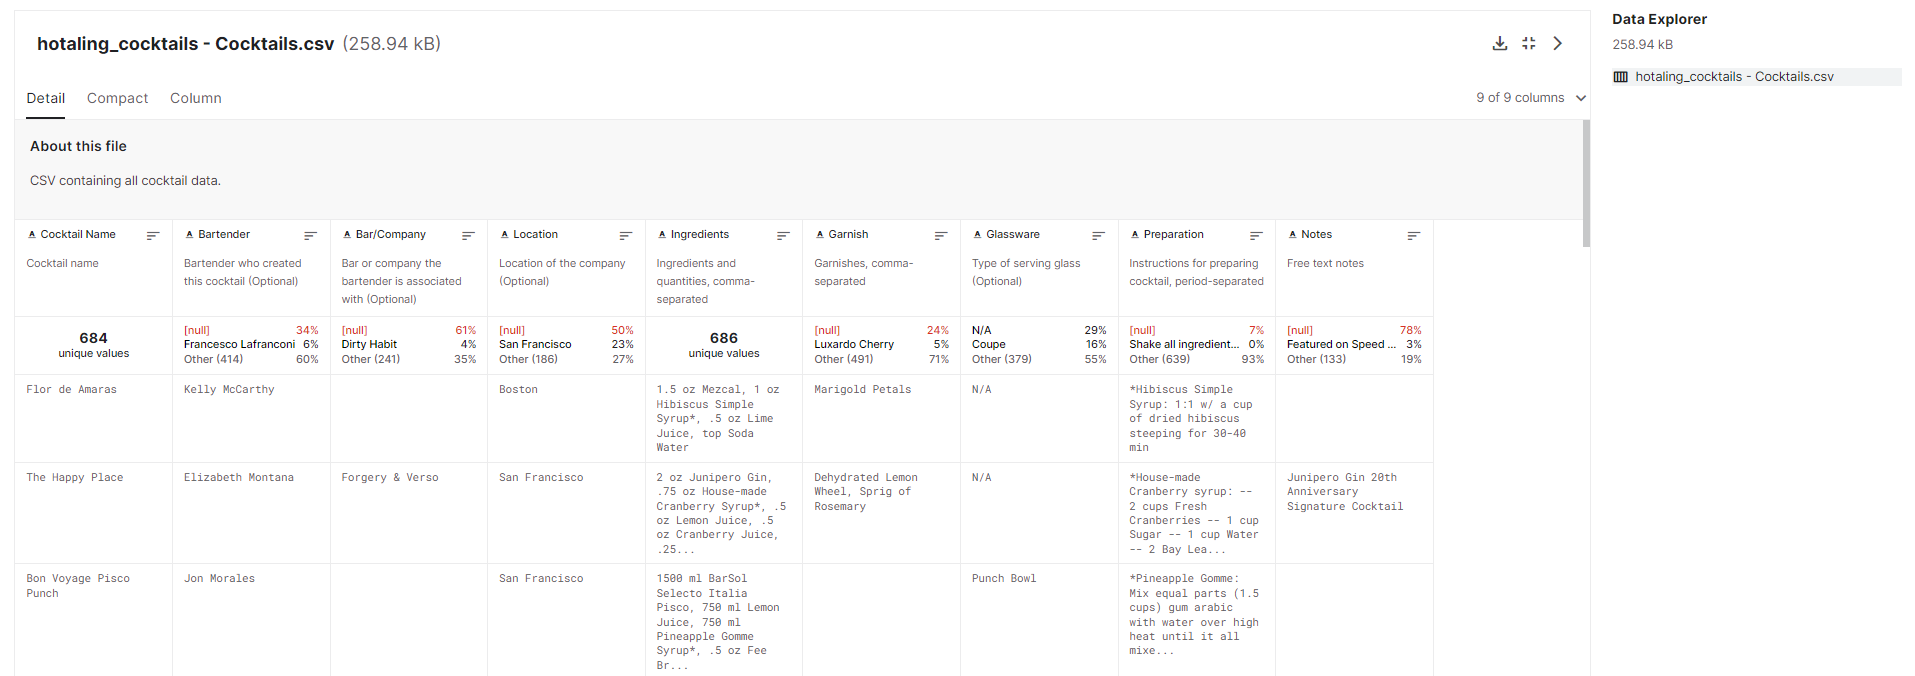 hotaling_cocktails - Cocktails.csv (258.94 kB)
Detail Compact Column
9 of 9 columns
About this file
CSV containing all cocktail data.
Cocktail Name
Cocktail name
684
unique values
Bartender
Bartender who created
this cocktail (Optional)
[null] 34%
Francesco Lafranconi 6%
Other (414) 60%
Bar/Company
Bar or company the
bartender is associated
with (Optional)
[null] 61%
Dirty Habit 4%
Other (241) 35%
Location
Location of the company
(Optional)
[null] 50%
San Francisco 23%
Other (186) 27%
Ingredients
Ingredients and
quantities, comma-
separated
686
unique values
Garnish
Garnishes, comma-
separated
[null] 24%
Luxardo Cherry 5%
Other (491) 71%
Glassware
Type of serving glass
(Optional)
N/A 29%
Coupe 16%
Other (379) 55%
Preparation
Instructions for preparing
cocktail, period-separated
[null] 7%
Shake all ingredient... 0%
Other (639) 93%
Notes
Free text notes
[null] 78%
Featured on Speed ... 3%
Other (133) 19%
Flor de Amaras
Kelly McCarthy
Boston
1.5 oz Mezcal, 1 oz
Hibiscus Simple
Syrup*, .5 oz Lime
Juice, top Soda
Water
Marigold Petals
N/A
*Hibiscus Simple
Syrup: 1:1 w/ a cup
of dried hibiscus
steeping for 30-40
min
The Happy Place
Elizabeth Montana
Forgery & Verso
San Francisco
2 oz Junipero Gin,
.75 oz House-made
Cranberry Syrup*, .5
oz Lemon Juice, .5
oz Cranberry Juice,
.25...
Dehydrated Lemon
Wheel, Sprig of
Rosemary
N/A
*House-made
Cranberry syrup: --
2 cups Fresh
Cranberries -- 1 cup
Sugar -- 1 cup Water
-- 2 Bay Lea...
Junipero Gin 20th
Anniversary
Signature Cocktail
Bon Voyage Pisco
Punch
Jon Morales
San Francisco
1500 ml BarSol
Selecto Italia
Pisco, 750 ml Lemon
Juice, 750 ml
Pineapple Gomme
Syrup*, .5 oz Fee
Br...
Punch Bowl
*Pineapple Gomme:
Mix equal parts (1.5
cups) gum arabic
with water over high
heat until it all
mixe...
Data Explorer
258.94 kB
hotaling_cocktails - Cocktails.csv